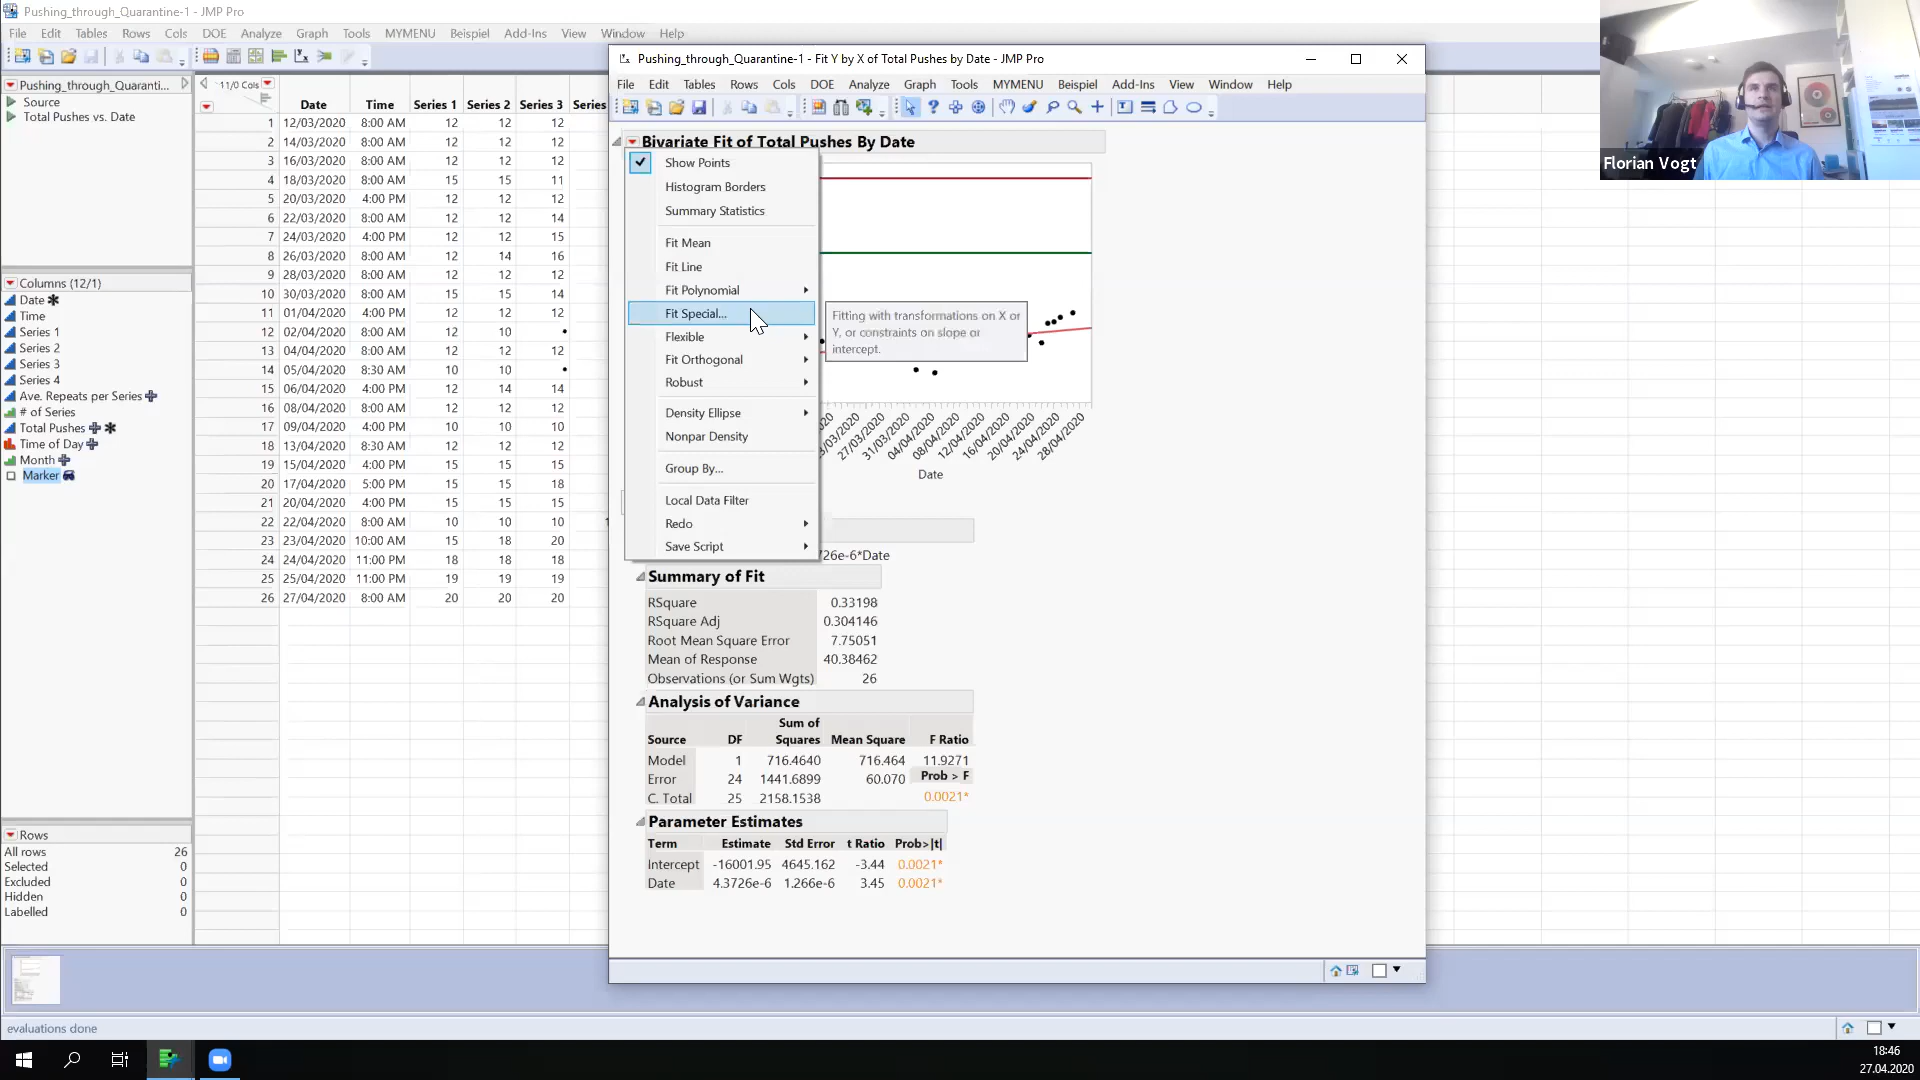 Pushing_through_Quarantine-1 - JMP Pro
File Edit Tables Rows Cols DOE Analyze Graph Tools MYMENU Beispiel Add-Ins View Window Help
Pushing_through_Quaranti...
Source
Total Pushes vs. Date
Columns (12/1)
Date
Time
Series 1
Series 2
Series 3
Series 4
Ave. Repeats per Series
# of Series
Total Pushes
Time of Day
Month
Marker
Rows
All rows 26
Selected 0
Excluded 0
Hidden 0
Labelled 0
11/0 Cols
Date Time Series 1 Series 2 Series 3 Series
1 12/03/2020 8:00 AM 12 12 12
2 14/03/2020 8:00 AM 12 12 12
3 16/03/2020 8:00 AM 12 12 12
4 18/03/2020 8:00 AM 15 15 11
5 20/03/2020 4:00 PM 12 12 12
6 22/03/2020 8:00 AM 12 12 14
7 24/03/2020 4:00 PM 12 12 15
8 26/03/2020 8:00 AM 12 14 16
9 28/03/2020 8:00 AM 12 12 12
10 30/03/2020 8:00 AM 15 15 14
11 01/04/2020 4:00 PM 12 12 12
12 02/04/2020 8:00 AM 12 10 •
13 04/04/2020 8:00 AM 12 12 12
14 05/04/2020 8:30 AM 10 10 •
15 06/04/2020 4:00 PM 12 14 14
16 08/04/2020 8:00 AM 12 12 12
17 09/04/2020 4:00 PM 10 10 10
18 13/04/2020 8:30 AM 12 12 12
19 15/04/2020 4:00 PM 15 15 15
20 17/04/2020 5:00 PM 15 15 18
21 20/04/2020 4:00 PM 15 15 15
22 22/04/2020 8:00 AM 10 10 10 1
23 23/04/2020 10:00 AM 15 18 20
24 24/04/2020 11:00 PM 18 18 18
25 25/04/2020 11:00 PM 19 19 19
26 27/04/2020 8:00 AM 20 20 20
Pushing_through_Quarantine-1 - Fit Y by X of Total Pushes by Date - JMP Pro
File Edit Tables Rows Cols DOE Analyze Graph Tools MYMENU Beispiel Add-Ins View Window Help
Bivariate Fit of Total Pushes By Date
Show Points
Histogram Borders
Summary Statistics
Fit Mean
Fit Line
Fit Polynomial
Fit Special...
Flexible
Fit Orthogonal
Robust
Density Ellipse
Nonpar Density
Group By...
Local Data Filter
Redo
Save Script
Fitting with transformations on X or
Y, or constraints on slope or
intercept.
27/03/2020 31/03/2020 04/04/2020 08/04/2020 12/04/2020 16/04/2020 20/04/2020 24/04/2020 28/04/2020
Date
26e-6*Date
Summary of Fit
RSquare 0.33198
RSquare Adj 0.304146
Root Mean Square Error 7.75051
Mean of Response 40.38462
Observations (or Sum Wgts) 26
Analysis of Variance
Sum of
Source DF Squares Mean Square F Ratio
Model 1 716.4640 716.464 11.9271
Error 24 1441.6899 60.070 Prob > F
C. Total 25 2158.1538 0.0021*
Parameter Estimates
Term Estimate Std Error t Ratio Prob>|t|
Intercept -16001.95 4645.162 -3.44 0.0021*
Date 4.3726e-6 1.266e-6 3.45 0.0021*
Florian Vogt
evaluations done
18:46
27.04.2020